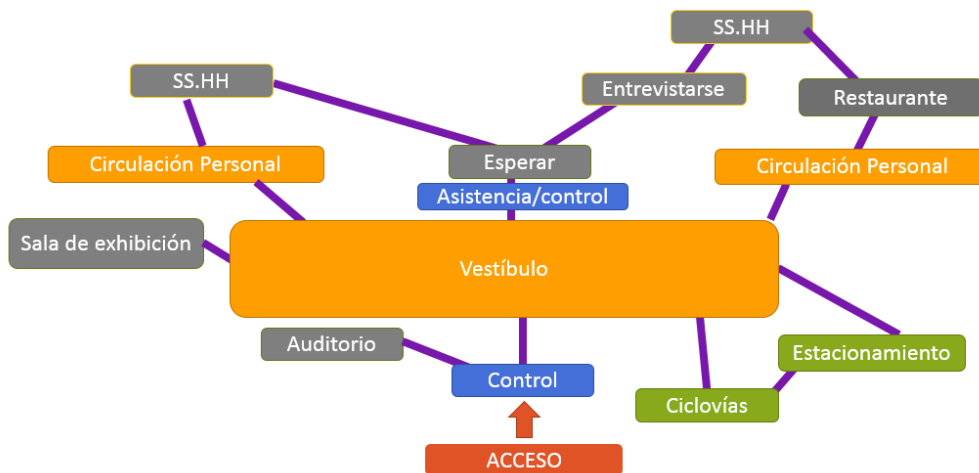 SS.HH
SS.HH
Entrevistarse
Restaurante
Circulación Personal
Esperar
Circulación Personal
Asistencia/control
Sala de exhibición
Vestíbulo
Auditorio
Estacionamiento
Control
Ciclovías
ACCESO